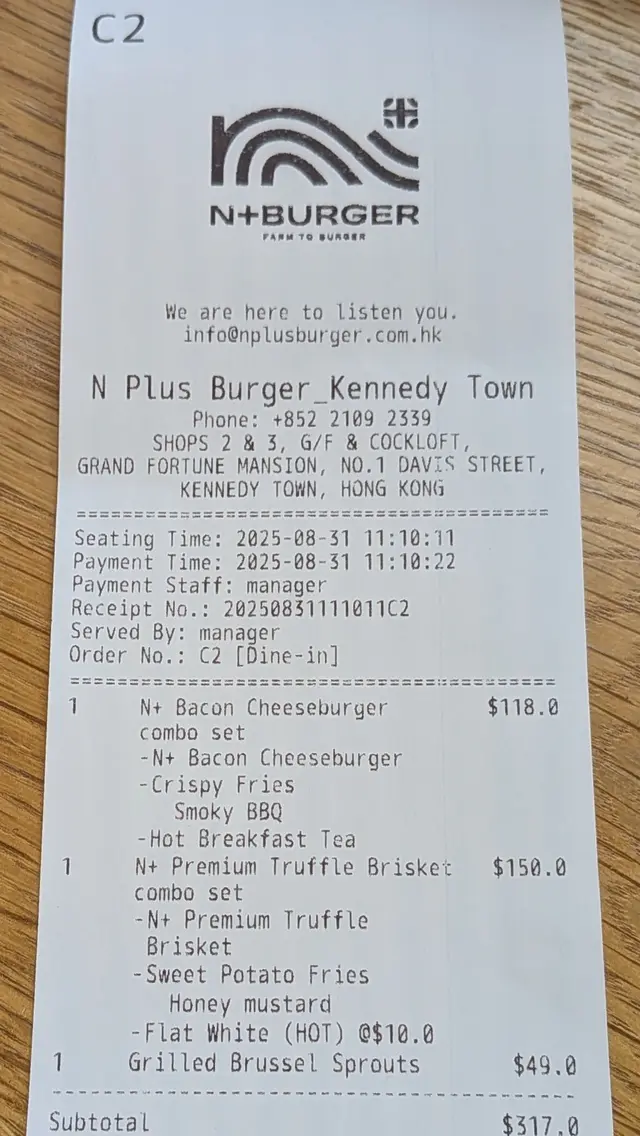 C2
N+BURGER
FARM TO BURGER
We are here to listen you.
info@nplusburger.com.hk
N Plus Burger_Kennedy Town
Phone: +852 2109 2339
SHOPS 2 & 3, G/F & COCKLOFT,
GRAND FORTUNE MANSION, NO.1 DAVIS STREET,
KENNEDY TOWN, HONG KONG
==========================================
Seating Time: 2025-08-31 11:10:11
Payment Time: 2025-08-31 11:10:22
Payment Staff: manager
Receipt No.: 20250831111011C2
Served By: manager
Order No.: C2 [Dine-in]
==========================================
1 N+ Bacon Cheeseburger $118.0
combo set
-N+ Bacon Cheeseburger
-Crispy Fries
Smoky BBQ
-Hot Breakfast Tea
1 N+ Premium Truffle Brisket $150.0
combo set
-N+ Premium Truffle
Brisket
-Sweet Potato Fries
Honey mustard
-Flat White (HOT) @$10.0
1 Grilled Brussel Sprouts $49.0
------------------------------------------
Subtotal $317.0